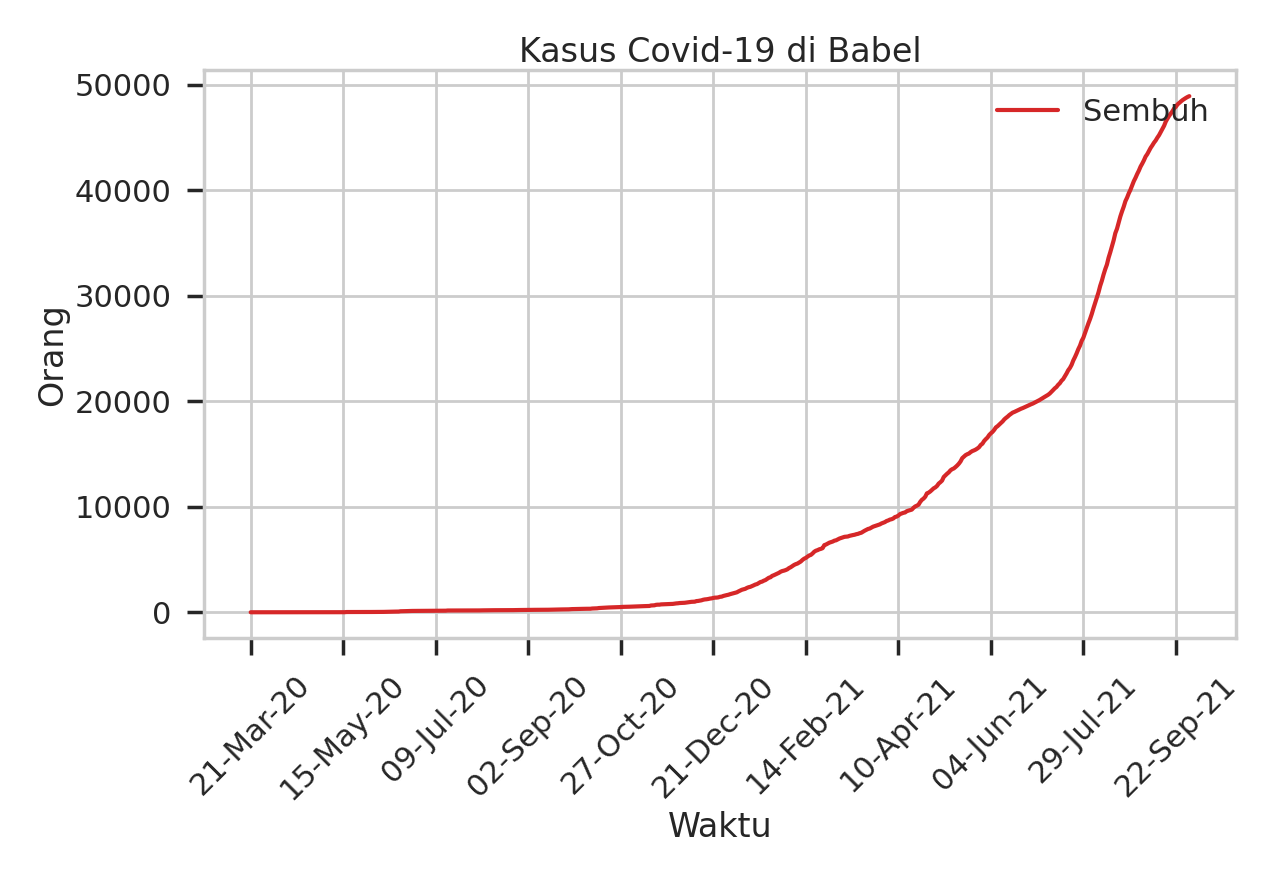 Kasus Covid-19 di Babel
50000
40000
30000
20000
10000
0
Orang
Sembuh
21-Mar-20
15-May-20
09-Jul-20
02-Sep-20
27-Oct-20
21-Dec-20
14-Feb-21
10-Apr-21
04-Jun-21
29-Jul-21
22-Sep-21
Waktu